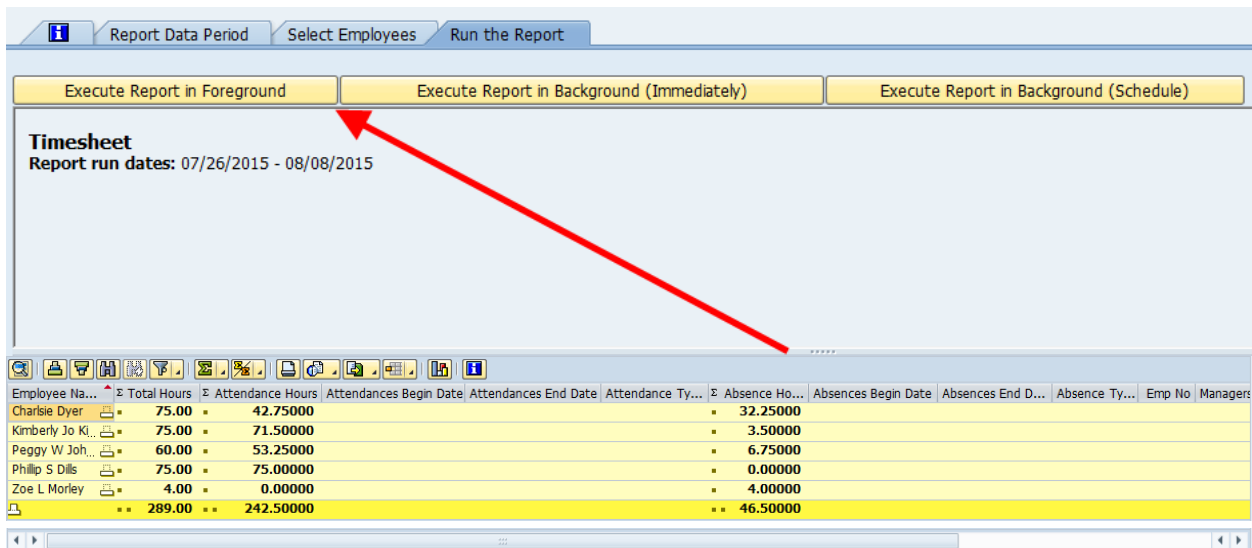 Report Data Period Select Employees Run the Report
Execute Report in Foreground Execute Report in Background (Immediately) Execute Report in Background (Schedule)
Timesheet
Report run dates: 07/26/2015 - 08/08/2015
Employee Na... Σ Total Hours Σ Attendance Hours Attendances Begin Date Attendances End Date Attendance Ty... Σ Absence Ho... Absences Begin Date Absences End D... Absence Ty... Emp No Managers
Charlsie Dyer 75.00 42.75000 32.25000
Kimberly Jo Ki... 75.00 71.50000 3.50000
Peggy W Joh... 60.00 53.25000 6.75000
Phillip S Dills 75.00 75.00000 0.00000
Zoe L Morley 4.00 0.00000 4.00000
289.00 242.50000 46.50000